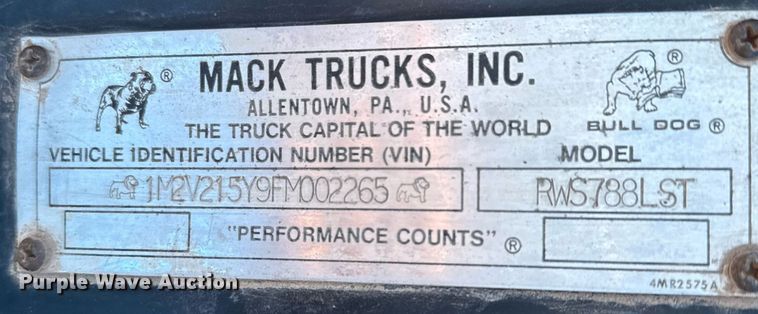 MACK TRUCKS, INC.
ALLENTOWN, PA., U.S.A.
THE TRUCK CAPITAL OF THE WORLD
BULL DOG ®
VEHICLE IDENTIFICATION NUMBER (VIN)
MODEL
1M2V215Y9FM002265
RWS788LST
"PERFORMANCE COUNTS" ®
4MR2575A
Purple Wave Auction